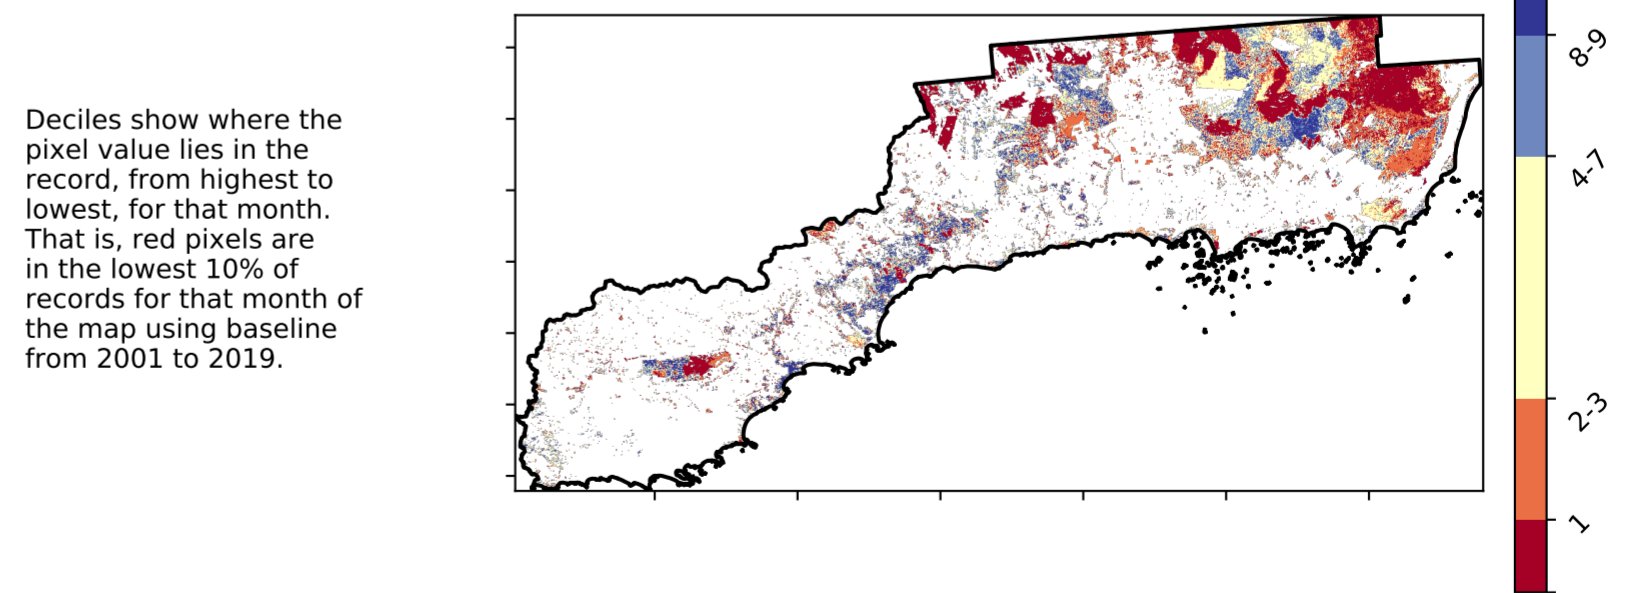 Deciles show where the
pixel value lies in the
record, from highest to
lowest, for that month.
That is, red pixels are
in the lowest 10% of
records for that month of
the map using baseline
from 2001 to 2019.
8-9
4-7
2-3
1